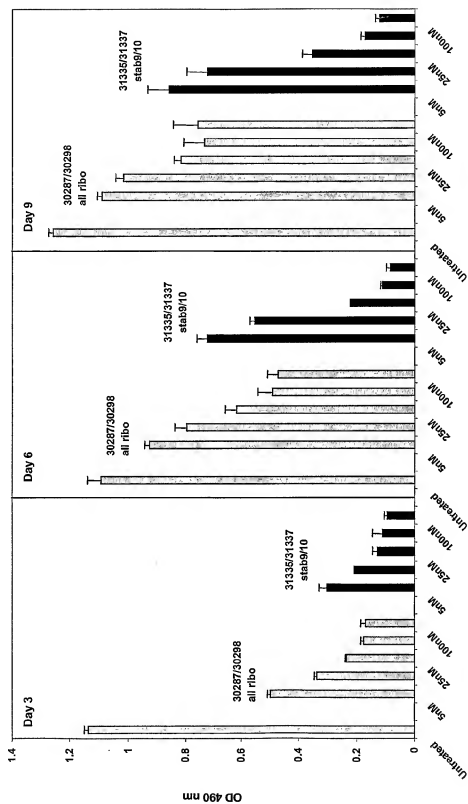 Day 3
Day 6
Day 9
30287/30298
all ribo
31335/31337
stab9/10
30287/30298
all ribo
31335/31337
stab9/10
30287/30298
all ribo
31335/31337
stab9/10
OD 490 nm
1.4
1.2
1
0.8
0.6
0.4
0.2
0
Untreated
5nM
25nM
100nM
5nM
25nM
100nM
Untreated
5nM
25nM
100nM
5nM
25nM
100nM
Untreated
5nM
25nM
100nM
5nM
25nM
100nM